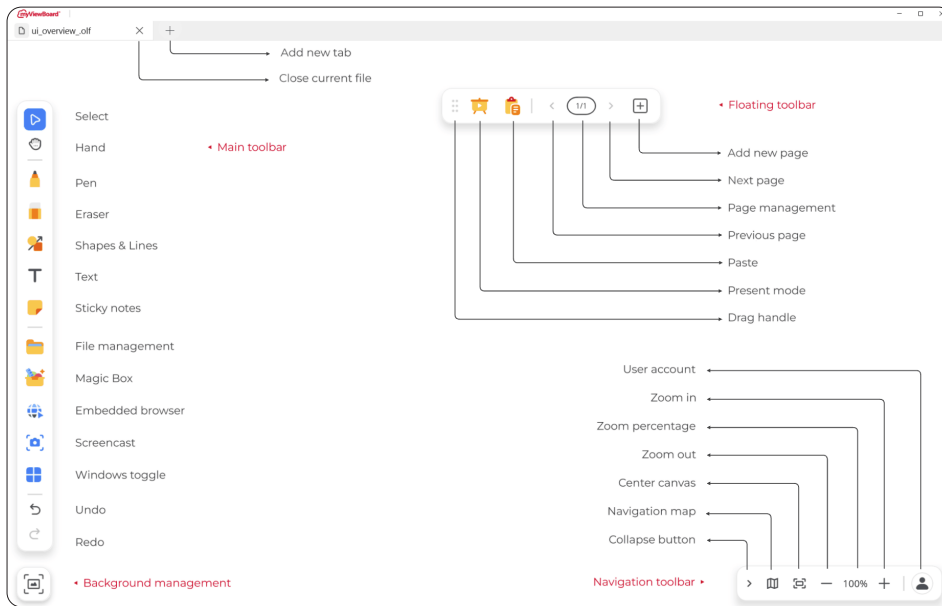 myViewBoard
ui_overview_.olf
Add new tab
Close current file
Select
1/1
Floating toolbar
Hand
Main toolbar
Add new page
Pen
Next page
Eraser
Page management
Shapes & Lines
Previous page
Text
Paste
Sticky notes
Present mode
Drag handle
File management
User account
Magic Box
Zoom in
Embedded browser
Zoom percentage
Screencast
Zoom out
Windows toggle
Center canvas
Undo
Navigation map
Redo
Collapse button
Background management
Navigation toolbar
100%